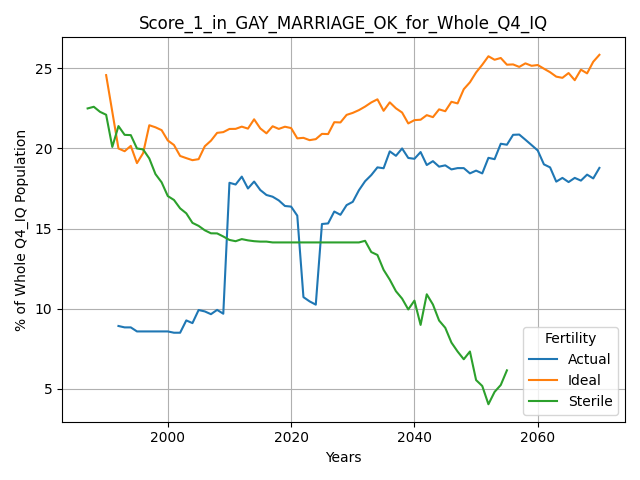 Score_1_in_GAY_MARRIAGE_OK_for_Whole_Q4_IQ
% of Whole Q4_IQ Population
25
20
15
10
5
2000 2020 2040 2060
Years
Fertility
Actual
Ideal
Sterile